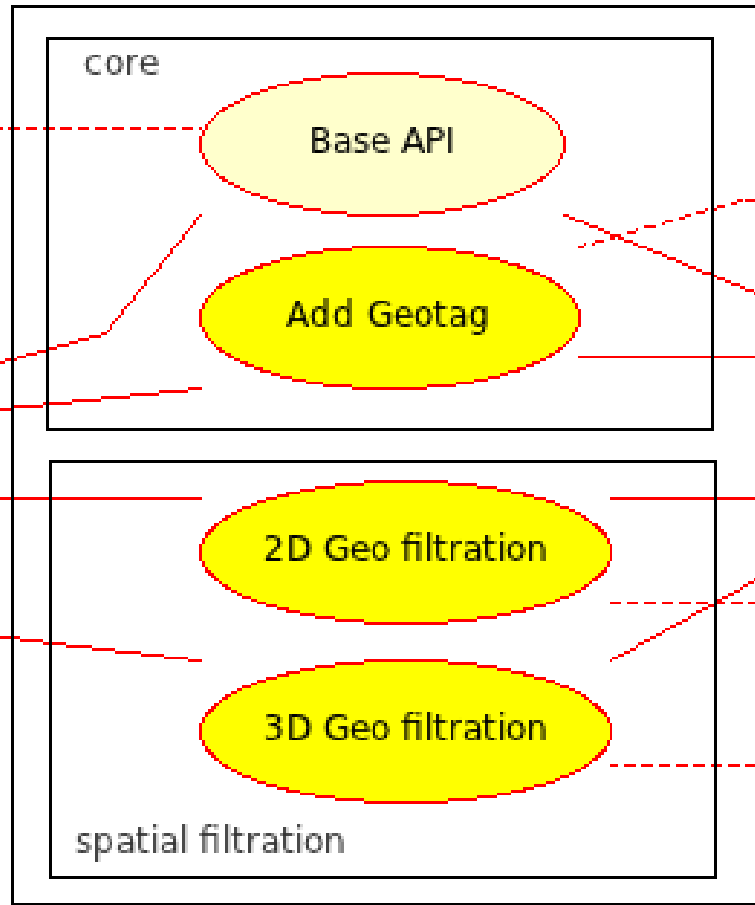 core
Base API
Add Geotag
2D Geo filtration
3D Geo filtration
spatial filtration